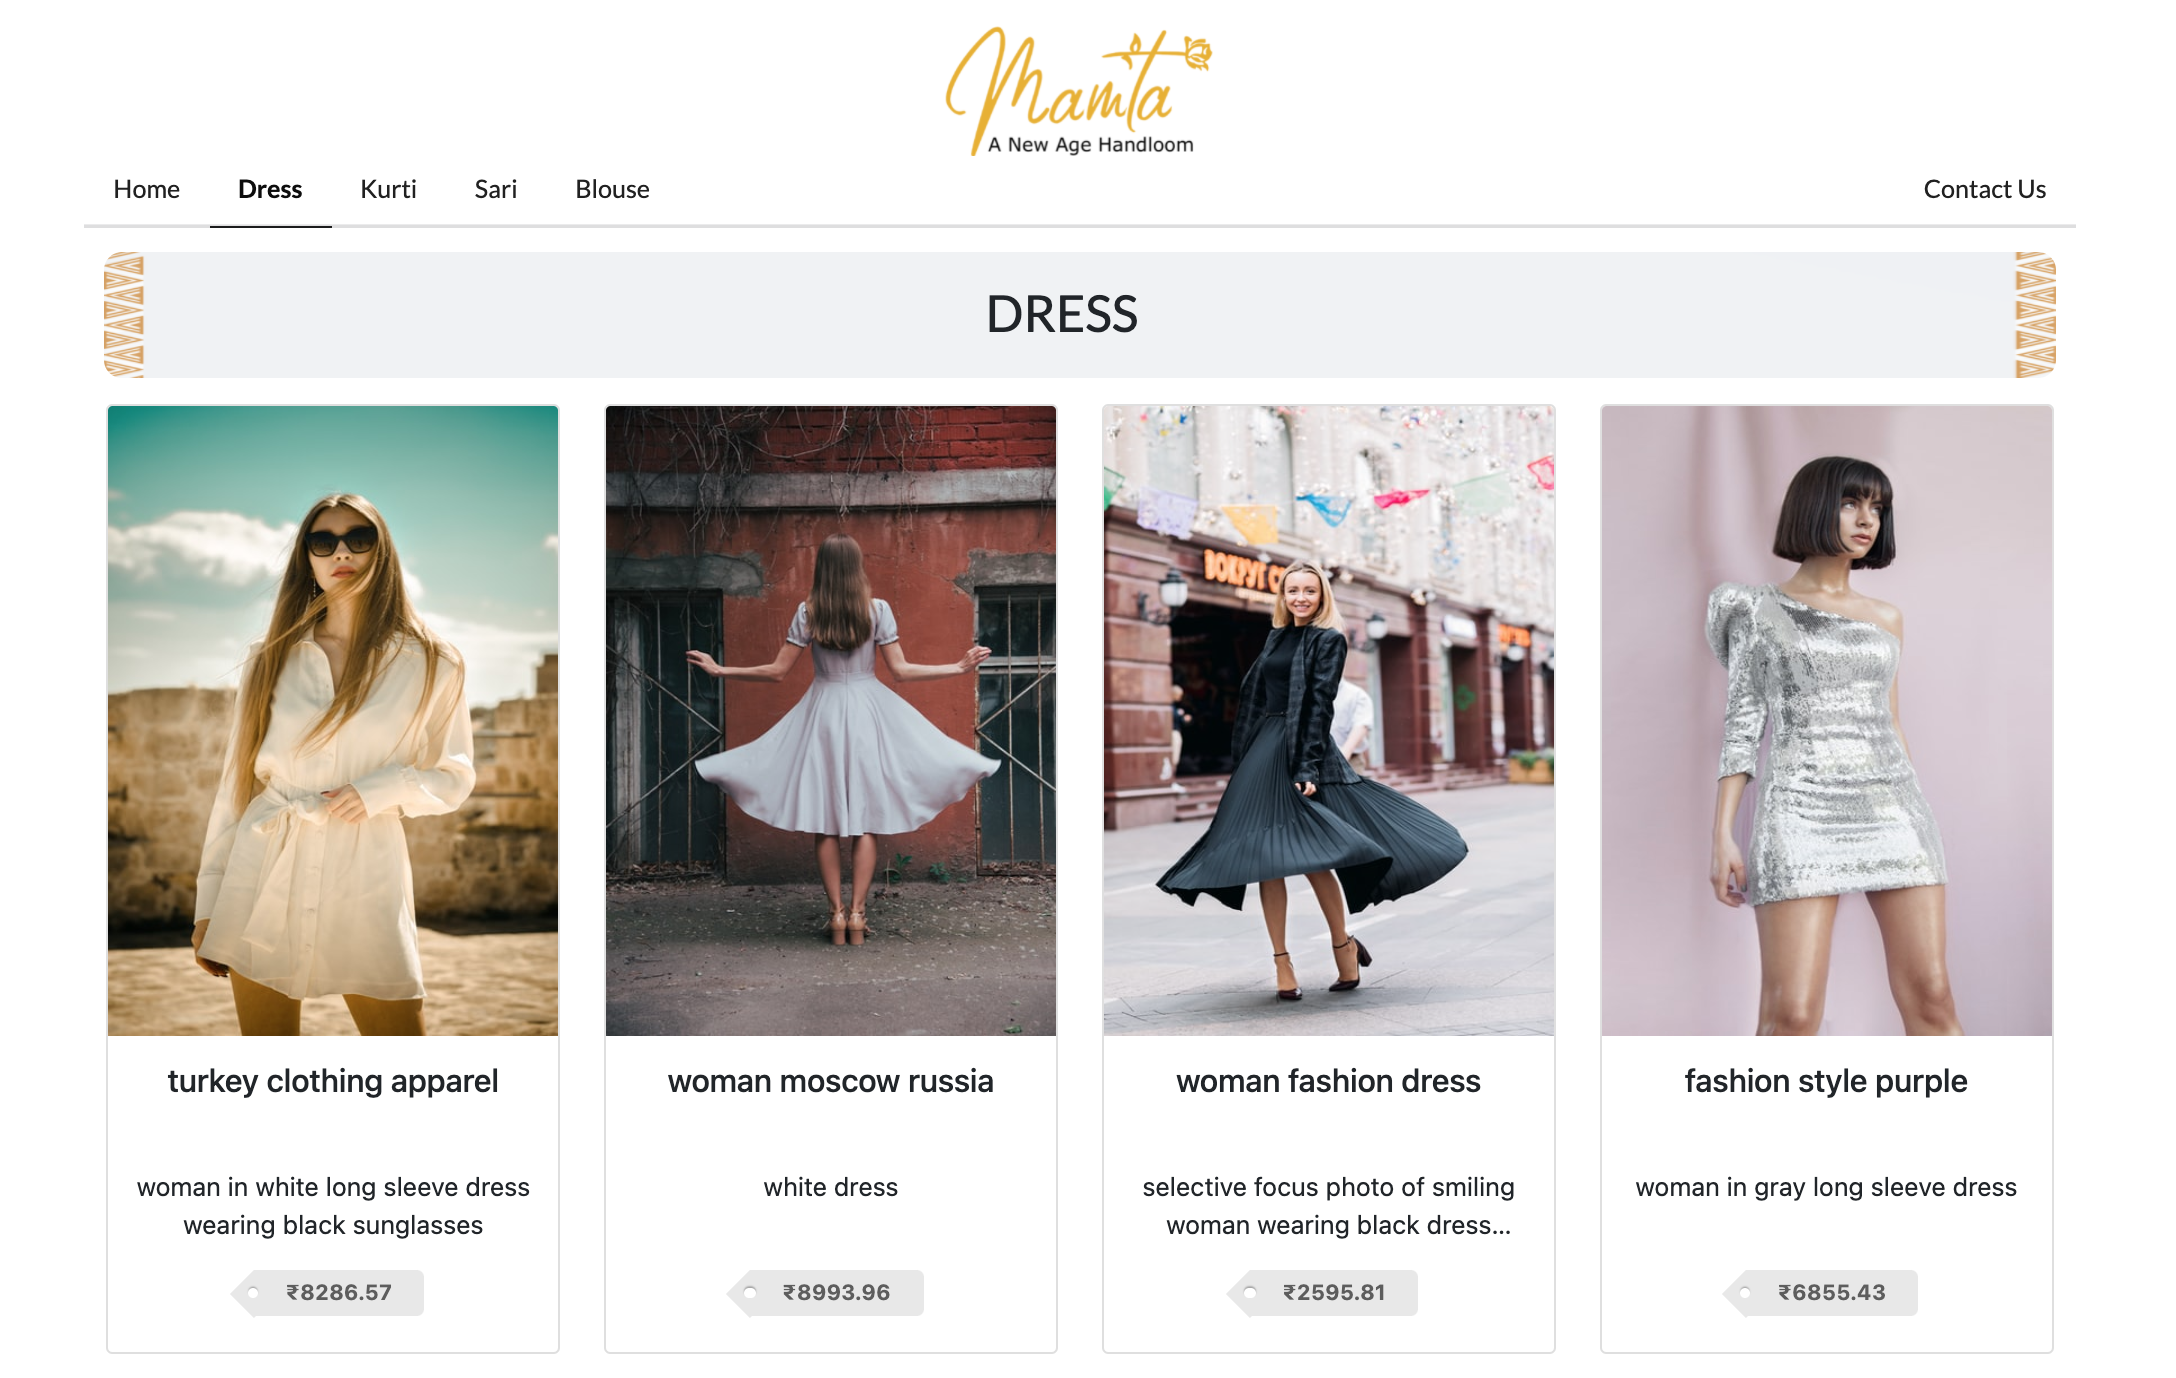 Mamta
A New Age Handloom
Home Dress Kurti Sari Blouse Contact Us
DRESS
ВОКРУГ С
turkey clothing apparel
woman in white long sleeve dress
wearing black sunglasses
₹8286.57
woman moscow russia
white dress
₹8993.96
woman fashion dress
selective focus photo of smiling
woman wearing black dress...
₹2595.81
fashion style purple
woman in gray long sleeve dress
₹6855.43